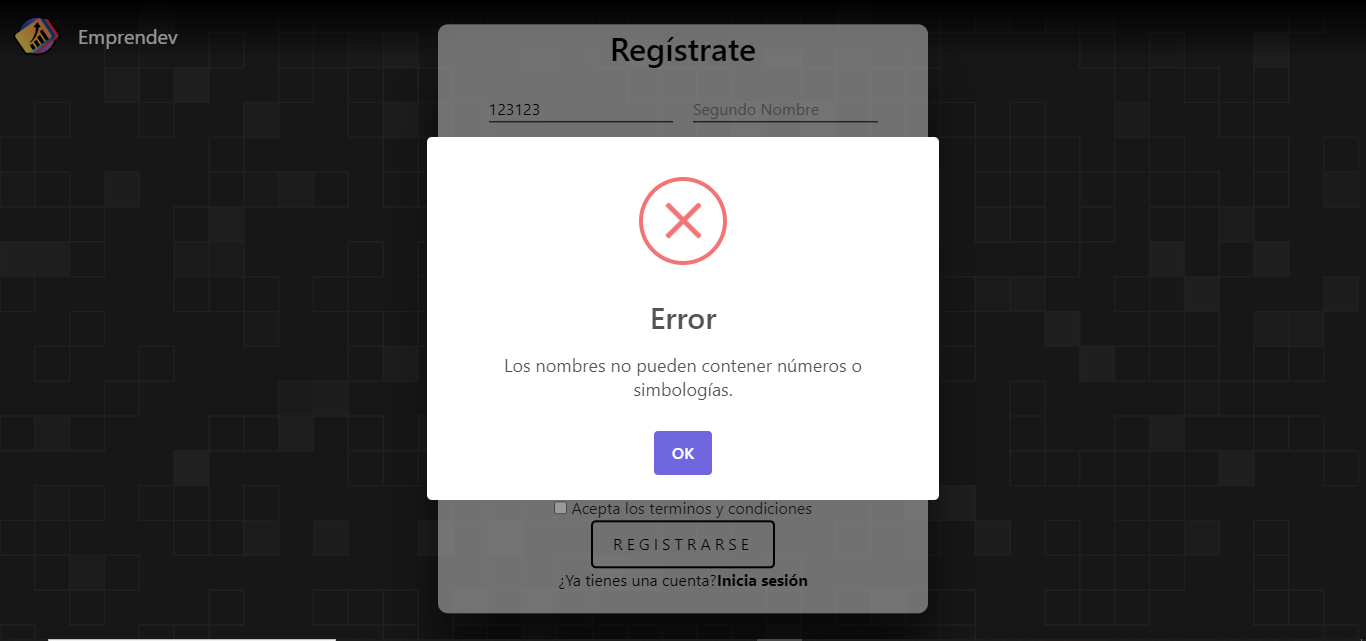 Emprendev
Regístrate
123123 Segundo Nombre
Error
Los nombres no pueden contener números o
simbologías.
OK
Acepta los terminos y condiciones
REGISTRARSE
¿Ya tienes una cuenta?Inicia sesión